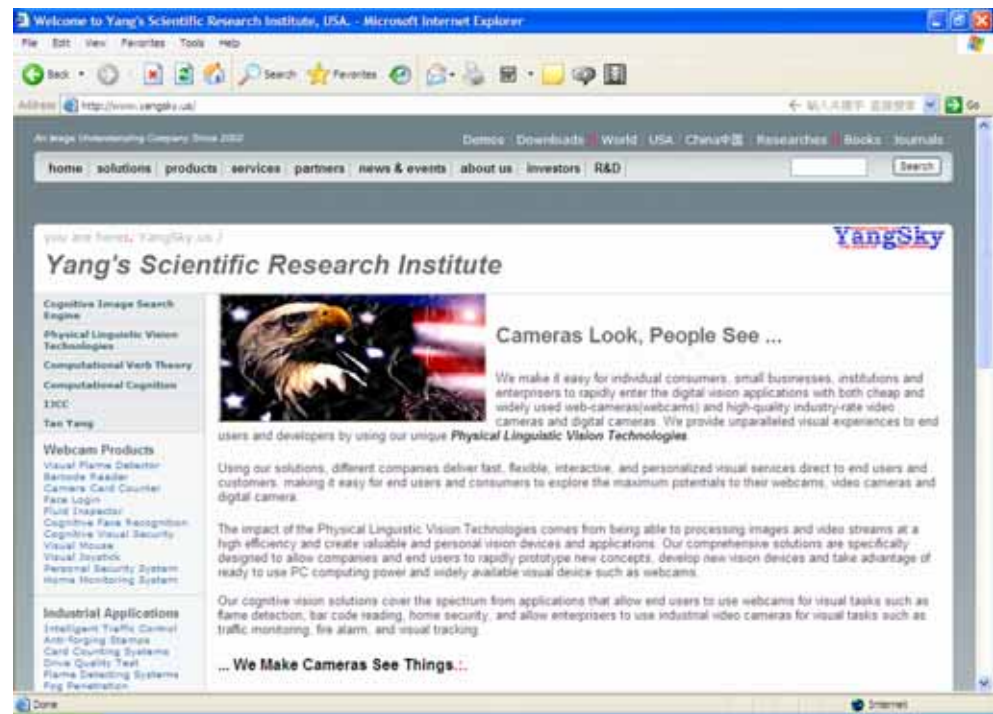 Welcome to Yang's Scientific Research Institute, USA. - Microsoft Internet Explorer
File Edit View Favorites Tools Help
Back Search Favorites
Address http://www.yangsky.us/ Go
An Image Understanding Company Since 2002
Demos Downloads World USA China中国 Researches Books Journals
home solutions products services partners news & events about us investors R&D Search
you are here: YangSky.us /
YangSky
Yang's Scientific Research Institute
Cognitive Image Search
Engine
Physical Linguistic Vision
Technologies
Computational Verb Theory
Computational Cognition
IJCC
Tao Yang
Webcam Products
Visual Flame Detector
Barcode Reader
Camera Card Counter
Face Login
Fluid Inspector
Cognitive Face Recognition
Cognitive Visual Security
Visual Mouse
Visual Joystick
Personal Security System
Home Monitoring System
Industrial Applications
Intelligent Traffic Control
Anti-forging Stamps
Card Counting Systems
Drive Quality Test
Flame Detecting Systems
Fog Penetration
Cameras Look, People See ...
We make it easy for individual consumers, small businesses, institutions and
enterprisers to rapidly enter the digital vision applications with both cheap and
widely used web-cameras(webcams) and high-quality industry-rate video
cameras and digital cameras. We provide unparalleled visual experiences to end
users and developers by using our unique Physical Linguistic Vision Technologies.
Using our solutions, different companies deliver fast, flexible, interactive, and personalized visual services direct to end users and
customers, making it easy for end users and consumers to explore the maximum potentials to their webcams, video cameras and
digital camera.
The impact of the Physical Linguistic Vision Technologies comes from being able to processing images and video streams at a
high efficiency and create valuable and personal vision devices and applications. Our comprehensive solutions are specifically
designed to allow companies and end users to rapidly prototype new concepts, develop new vision devices and take advantage of
ready to use PC computing power and widely available visual device such as webcams.
Our cognitive vision solutions cover the spectrum from applications that allow end users to use webcams for visual tasks such as
flame detection, bar code reading, home security, and allow enterprisers to use industrial video cameras for visual tasks such as
traffic monitoring, fire alarm, and visual tracking.
... We Make Cameras See Things.:.
Done Internet